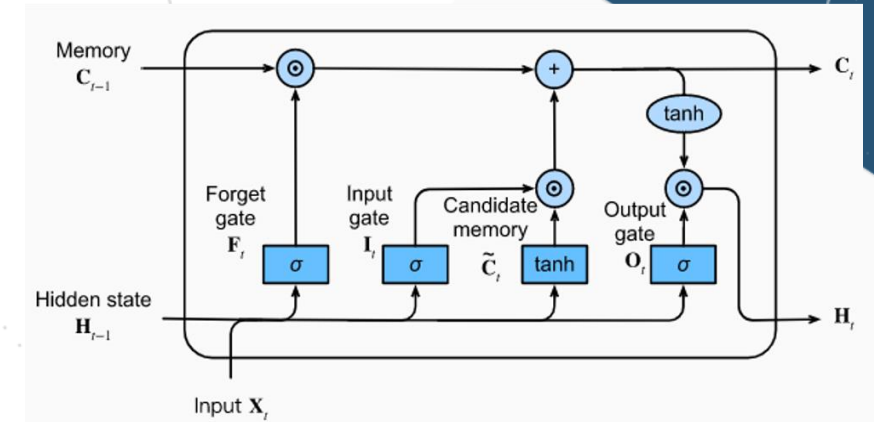 Memory
C_{t-1}
⊙
+
C_t
tanh
Forget
gate
F_t
Input
gate
I_t
⊙
Candidate
memory
C̃_t
Output
gate
O_t
⊙
σ
σ
tanh
σ
Hidden state
H_{t-1}
H_t
Input X_t